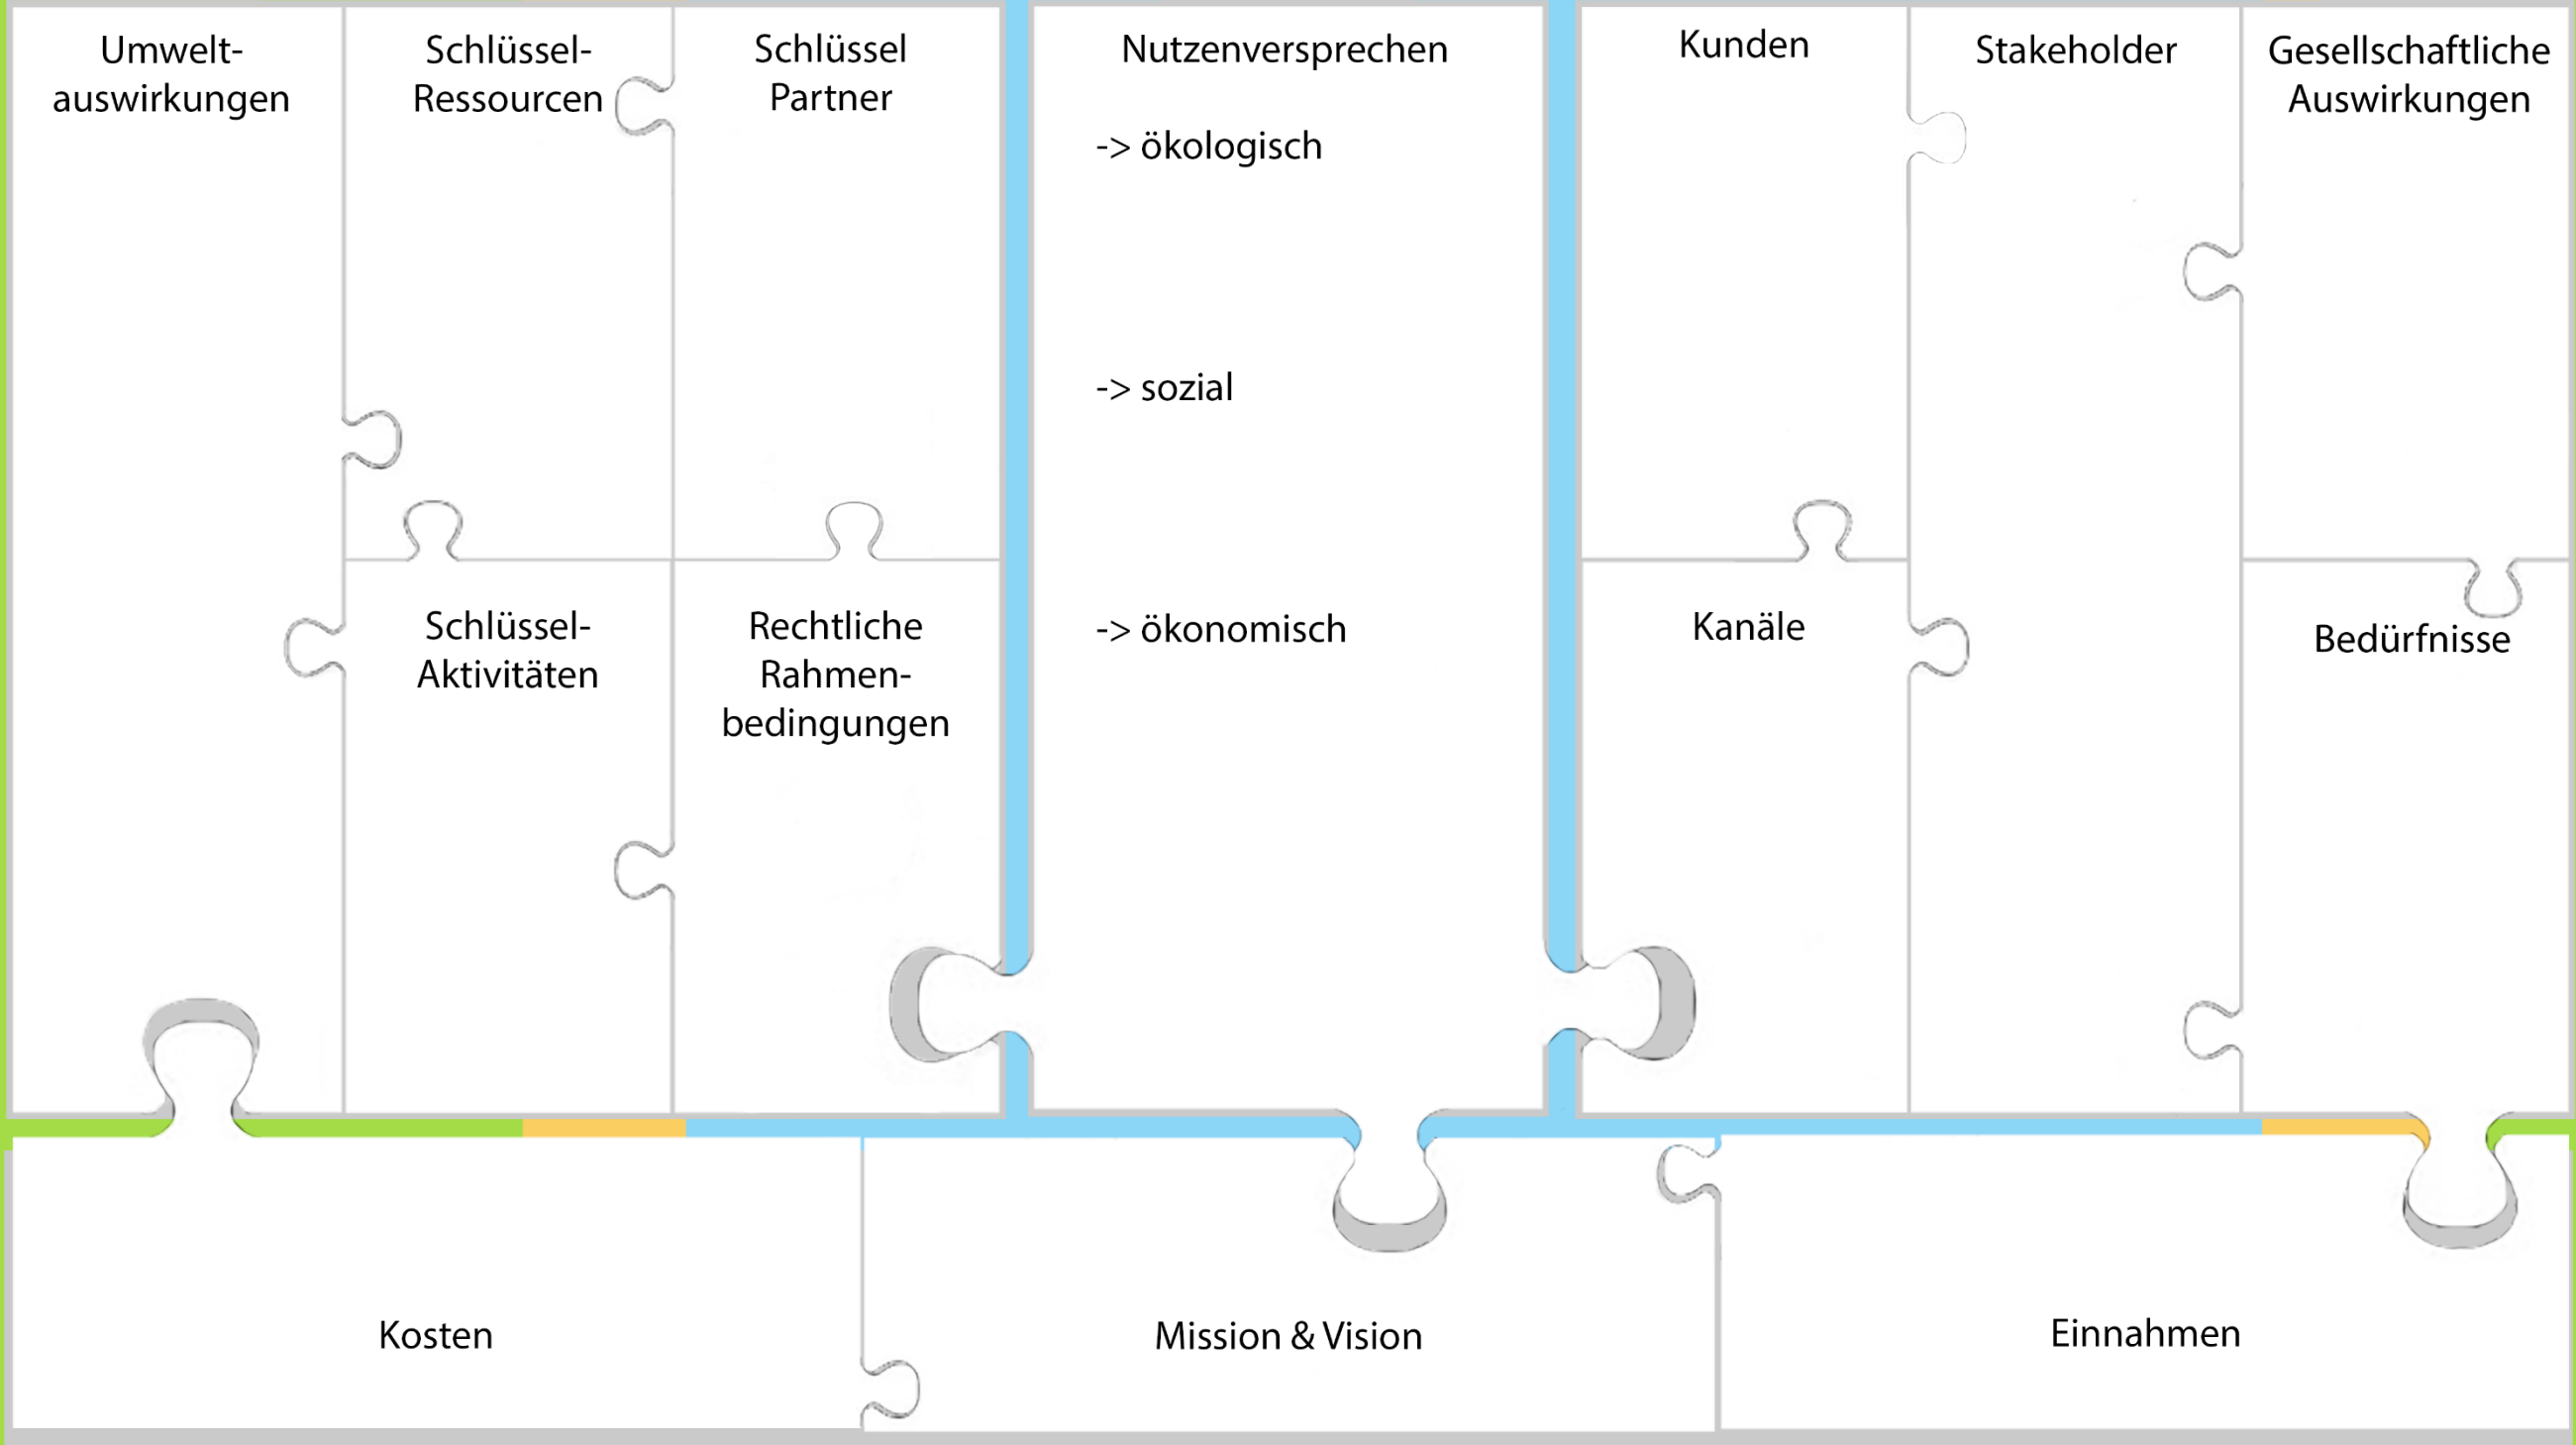 Umwelt-
auswirkungen
Schlüssel-
Ressourcen
Schlüssel
Partner
Nutzenversprechen
-> ökologisch
-> sozial
-> ökonomisch
Kunden
Stakeholder
Gesellschaftliche
Auswirkungen
Schlüssel-
Aktivitäten
Rechtliche
Rahmen-
bedingungen
Kanäle
Bedürfnisse
Kosten
Mission & Vision
Einnahmen